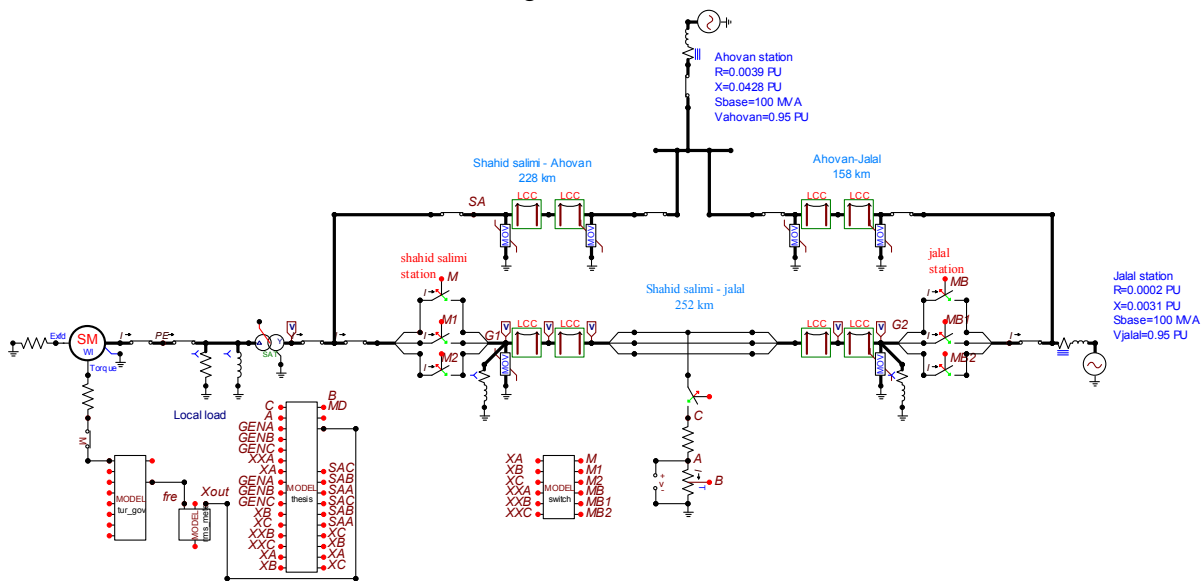 Ahovan station
R=0.0039 PU
X=0.0428 PU
Sbase=100 MVA
Vahovan=0.95 PU
Shahid salimi - Ahovan
228 km
Ahovan-Jalal
158 km
SA
LCC
LCC
LCC
LCC
MOV
MOV
MOV
MOV
shahid salimi
station
M
M1
M2
Shahid salimi - jalal
252 km
jalal
station
MB
MB1
MB2
Jalal station
R=0.0002 PU
X=0.0031 PU
Sbase=100 MVA
Vjalal=0.95 PU
Exfd
SM
WI
Torque
I
PE
V
Y
SAT
I
I
I
G1
LCC
LCC
V
V
V
MOV
LCC
LCC
V
V
V
MOV
G2
I
I
I
Local load
M
MODEL
tur_gov
fre
Xout
MODEL
C
A
GENA
GENB
GENC
XXA
XA
GENA
GENB
GENC
XB
XC
XXB
XXC
XA
XB
MODEL
thesis
B
MD
SAC
SAB
SAA
SAC
SAB
SAA
XC
XB
XA
XC
XA
XB
XC
XXA
XXB
XXC
MODEL
switch
M
M1
M2
MB
MB1
MB2
C
A
+
v
-
I
T
B